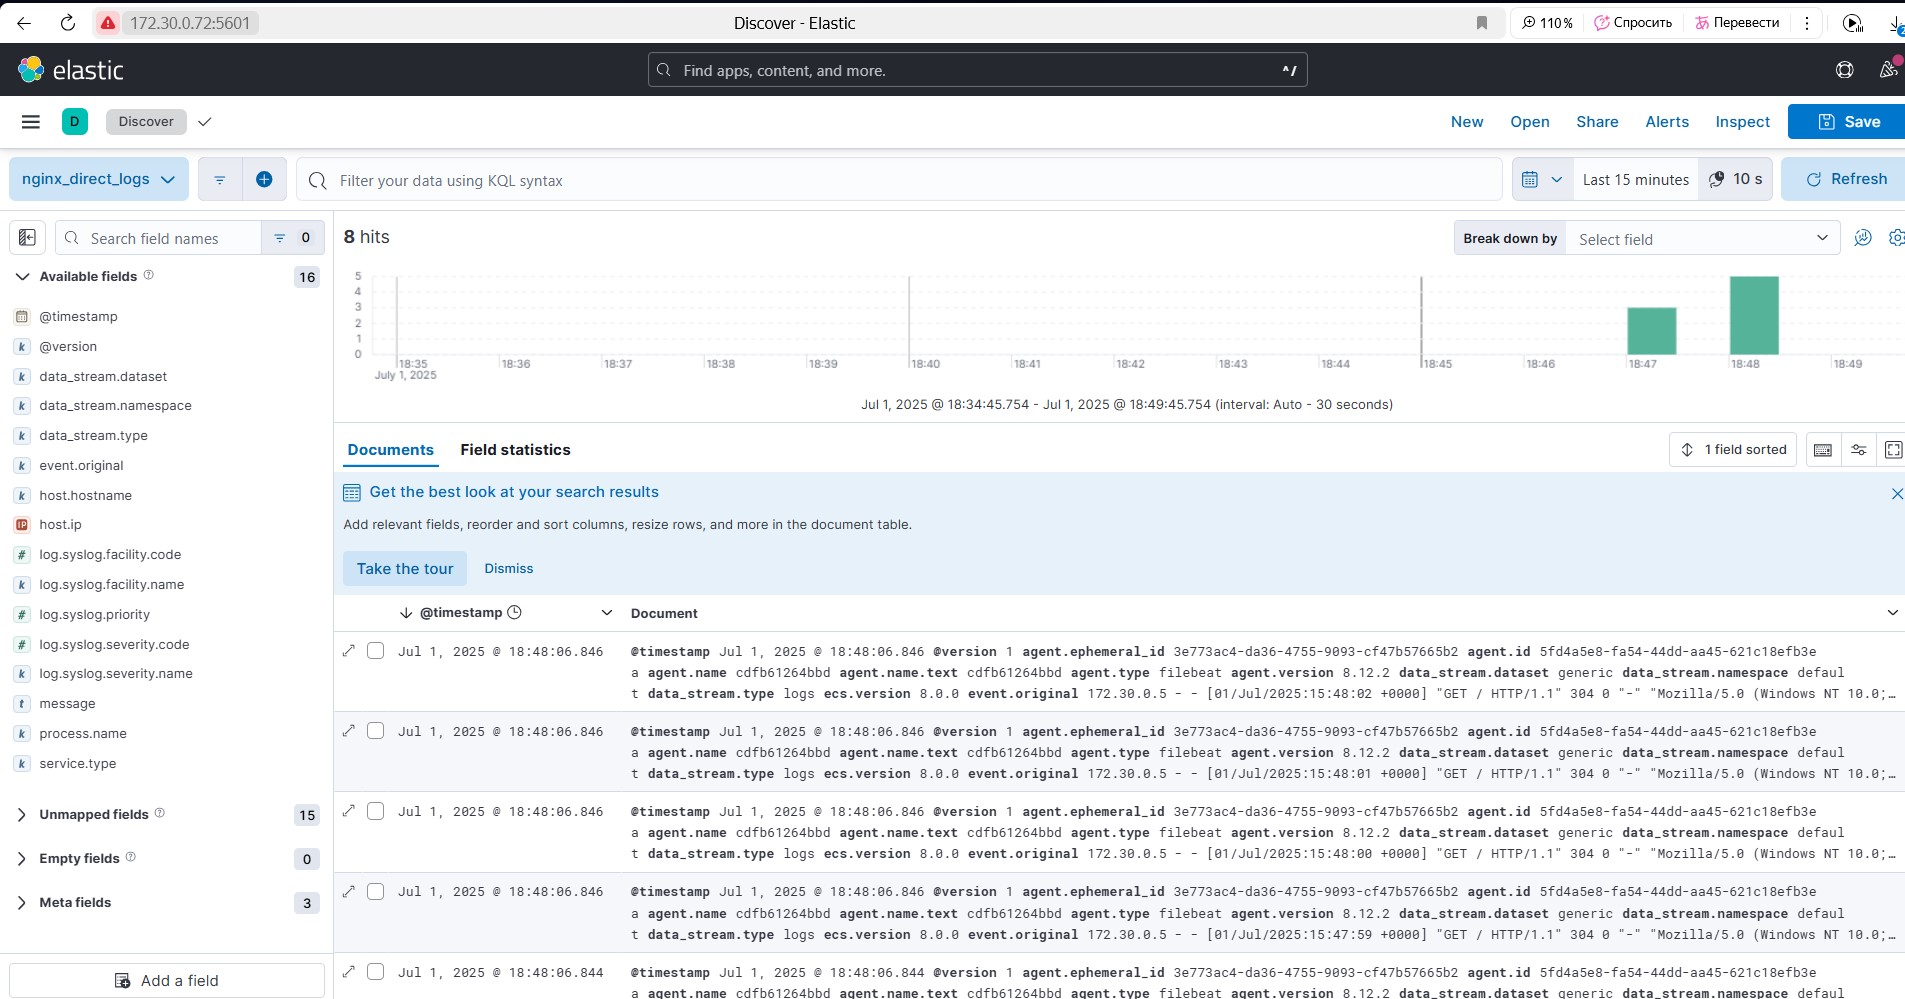 172.30.0.72:5601
Discover - Elastic
110%
Спросить
Перевести
elastic
Find apps, content, and more.
^/
D
Discover
New
Open
Share
Alerts
Inspect
Save
nginx_direct_logs
Filter your data using KQL syntax
Last 15 minutes
10 s
Refresh
Search field names
0
8 hits
Break down by
Select field
Available fields
16
@timestamp
@version
data_stream.dataset
data_stream.namespace
data_stream.type
event.original
host.hostname
host.ip
log.syslog.facility.code
log.syslog.facility.name
log.syslog.priority
log.syslog.severity.code
log.syslog.severity.name
message
process.name
service.type
Unmapped fields
15
Empty fields
0
Meta fields
3
Add a field
5
4
3
2
1
0
18:35
18:36
18:37
18:38
18:39
18:40
18:41
18:42
18:43
18:44
18:45
18:46
18:47
18:48
18:49
July 1, 2025
Jul 1, 2025 @ 18:34:45.754 - Jul 1, 2025 @ 18:49:45.754 (interval: Auto - 30 seconds)
Documents
Field statistics
1 field sorted
Get the best look at your search results
Add relevant fields, reorder and sort columns, resize rows, and more in the document table.
Take the tour
Dismiss
@timestamp
Document
Jul 1, 2025 @ 18:48:06.846
@timestamp Jul 1, 2025 @ 18:48:06.846 @version 1 agent.ephemeral_id 3e773ac4-da36-4755-9093-cf47b57665b2 agent.id 5fd4a5e8-fa54-44dd-aa45-621c18efb3e
a agent.name cdfb61264bbd agent.name.text cdfb61264bbd agent.type filebeat agent.version 8.12.2 data_stream.dataset generic data_stream.namespace defaul
t data_stream.type logs ecs.version 8.0.0 event.original 172.30.0.5 - - [01/Jul/2025:15:48:02 +0000] "GET / HTTP/1.1" 304 0 "-" "Mozilla/5.0 (Windows NT 10.0;…
Jul 1, 2025 @ 18:48:06.846
@timestamp Jul 1, 2025 @ 18:48:06.846 @version 1 agent.ephemeral_id 3e773ac4-da36-4755-9093-cf47b57665b2 agent.id 5fd4a5e8-fa54-44dd-aa45-621c18efb3e
a agent.name cdfb61264bbd agent.name.text cdfb61264bbd agent.type filebeat agent.version 8.12.2 data_stream.dataset generic data_stream.namespace defaul
t data_stream.type logs ecs.version 8.0.0 event.original 172.30.0.5 - - [01/Jul/2025:15:48:01 +0000] "GET / HTTP/1.1" 304 0 "-" "Mozilla/5.0 (Windows NT 10.0;…
Jul 1, 2025 @ 18:48:06.846
@timestamp Jul 1, 2025 @ 18:48:06.846 @version 1 agent.ephemeral_id 3e773ac4-da36-4755-9093-cf47b57665b2 agent.id 5fd4a5e8-fa54-44dd-aa45-621c18efb3e
a agent.name cdfb61264bbd agent.name.text cdfb61264bbd agent.type filebeat agent.version 8.12.2 data_stream.dataset generic data_stream.namespace defaul
t data_stream.type logs ecs.version 8.0.0 event.original 172.30.0.5 - - [01/Jul/2025:15:48:00 +0000] "GET / HTTP/1.1" 304 0 "-" "Mozilla/5.0 (Windows NT 10.0;…
Jul 1, 2025 @ 18:48:06.846
@timestamp Jul 1, 2025 @ 18:48:06.846 @version 1 agent.ephemeral_id 3e773ac4-da36-4755-9093-cf47b57665b2 agent.id 5fd4a5e8-fa54-44dd-aa45-621c18efb3e
a agent.name cdfb61264bbd agent.name.text cdfb61264bbd agent.type filebeat agent.version 8.12.2 data_stream.dataset generic data_stream.namespace defaul
t data_stream.type logs ecs.version 8.0.0 event.original 172.30.0.5 - - [01/Jul/2025:15:47:59 +0000] "GET / HTTP/1.1" 304 0 "-" "Mozilla/5.0 (Windows NT 10.0;…
Jul 1, 2025 @ 18:48:06.844
@timestamp Jul 1, 2025 @ 18:48:06.844 @version 1 agent.ephemeral_id 3e773ac4-da36-4755-9093-cf47b57665b2 agent.id 5fd4a5e8-fa54-44dd-aa45-621c18efb3e
a agent.name cdfb61264bbd agent.name.text cdfb61264bbd agent.type filebeat agent.version 8.12.2 data_stream.dataset generic data_stream.namespace defaul